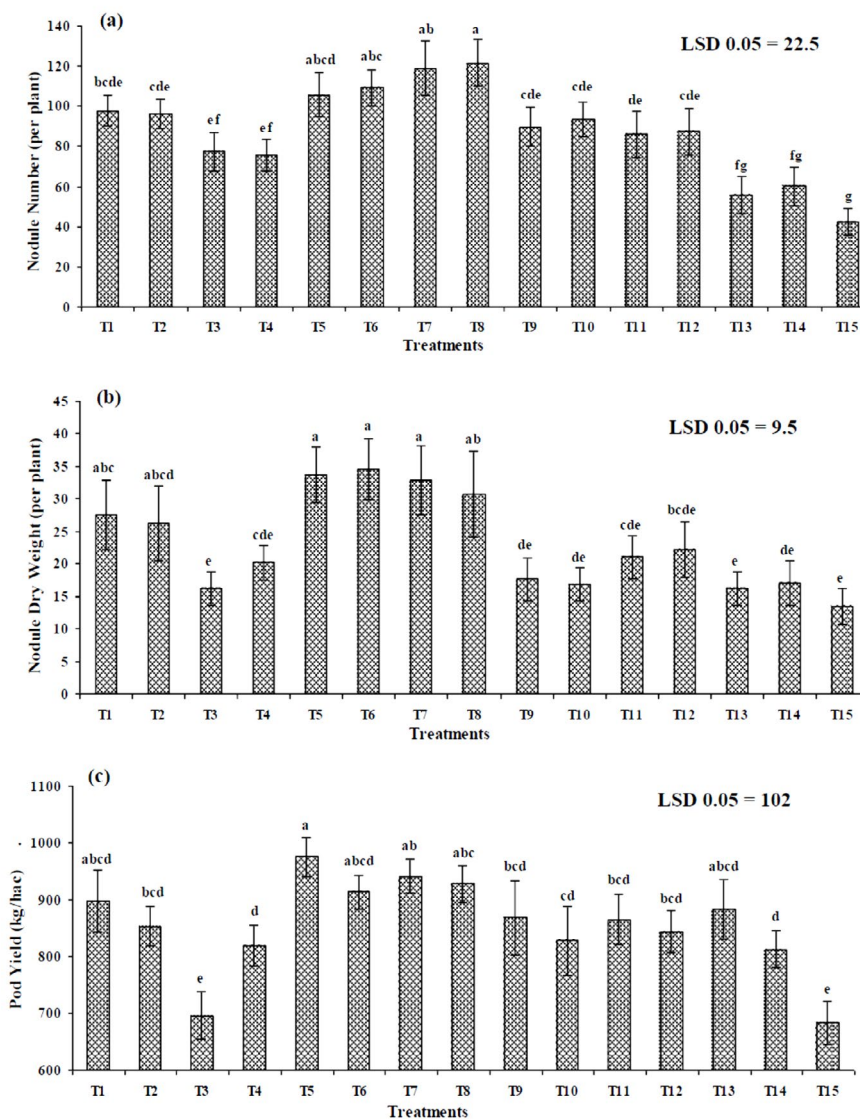 (a)
LSD 0.05 = 22.5
Nodule Number (per plant)
140
120
100
80
60
40
20
0
bcde cde ef ef abcd abc ab a cde cde de cde fg fg g
T1 T2 T3 T4 T5 T6 T7 T8 T9 T10 T11 T12 T13 T14 T15
Treatments
(b)
LSD 0.05 = 9.5
Nodule Dry Weight (per plant)
45
40
35
30
25
20
15
10
5
0
abc abcd e cde a a a ab de de cde bcde e de e
T1 T2 T3 T4 T5 T6 T7 T8 T9 T10 T11 T12 T13 T14 T15
Treatments
(c)
LSD 0.05 = 102
Pod Yield (kg/hac)
1100
1000
900
800
700
600
abcd bcd e d a abcd ab abc bcd cd bcd bcd abcd d e
T1 T2 T3 T4 T5 T6 T7 T8 T9 T10 T11 T12 T13 T14 T15
Treatments